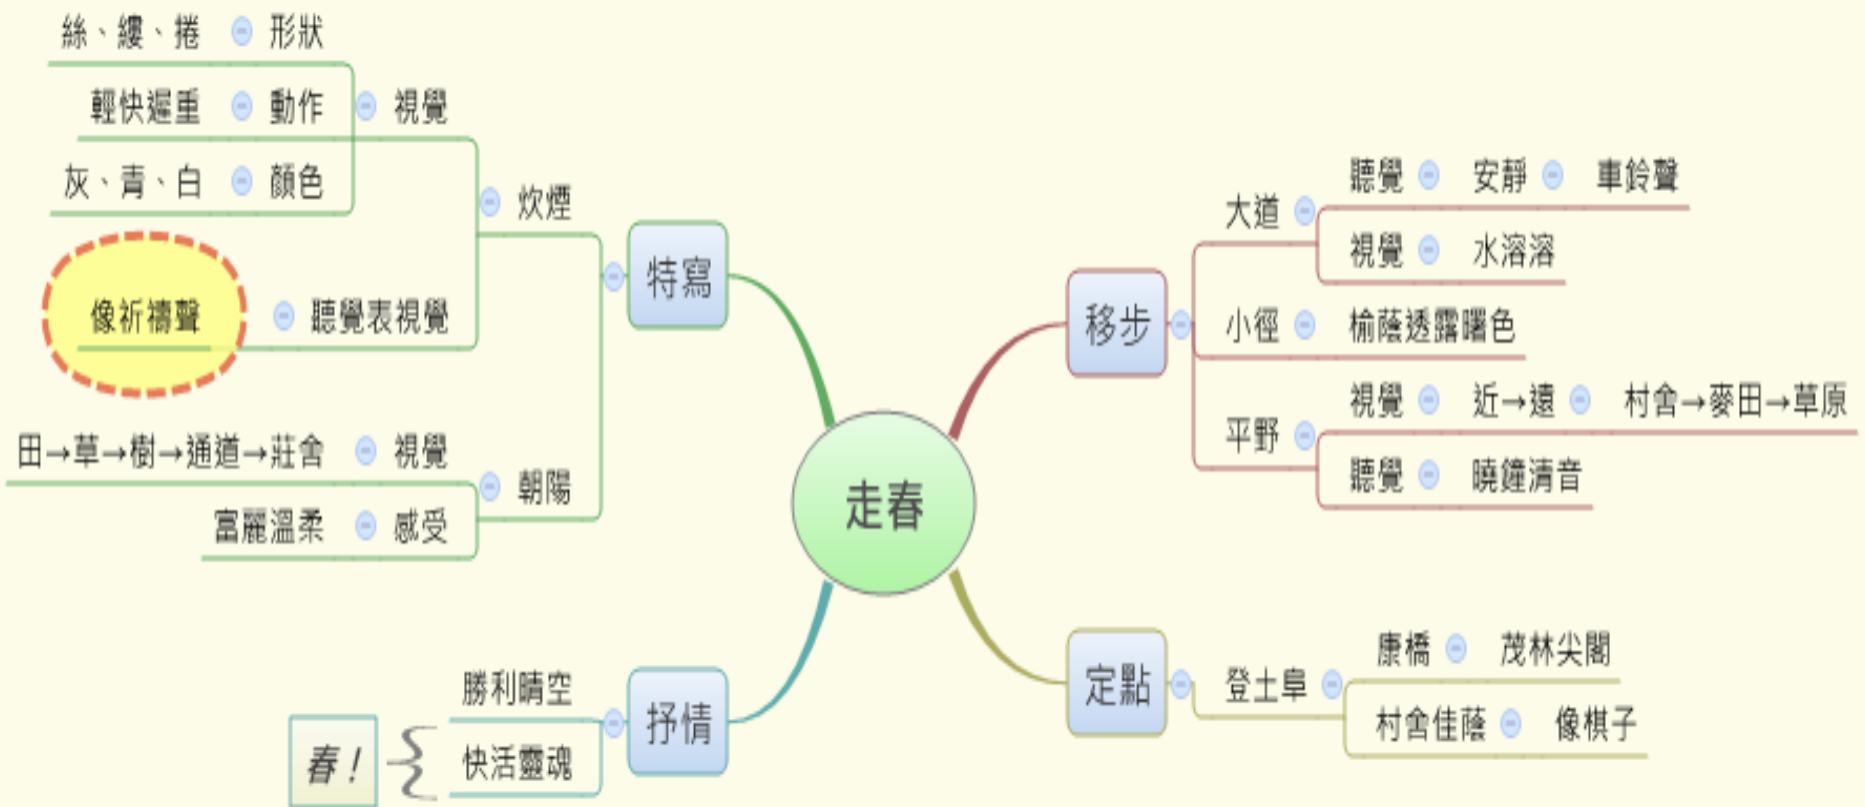 走春
特寫
炊煙
視覺
形狀
絲、縷、捲
動作
輕快遲重
顏色
灰、青、白
聽覺表視覺
像祈禱聲
朝陽
視覺
田→草→樹→通道→莊舍
感受
富麗溫柔
抒情
勝利晴空
快活靈魂
春！
移步
大道
聽覺
安靜
車鈴聲
視覺
水溶溶
小徑
榆蔭透露曙色
平野
視覺
近→遠
村舍→麥田→草原
聽覺
曉鐘清音
定點
登土阜
康橋
茂林尖閣
村舍佳蔭
像棋子